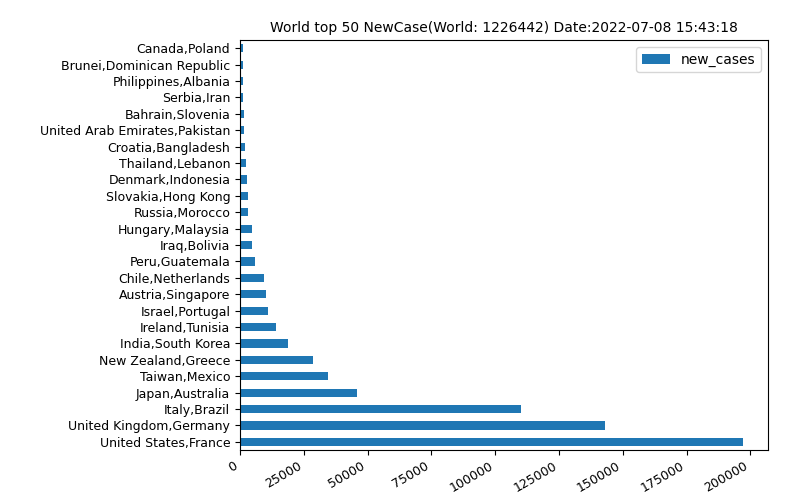 World top 50 NewCase(World: 1226442) Date:2022-07-08 15:43:18
new_cases
Canada,Poland
Brunei,Dominican Republic
Philippines,Albania
Serbia,Iran
Bahrain,Slovenia
United Arab Emirates,Pakistan
Croatia,Bangladesh
Thailand,Lebanon
Denmark,Indonesia
Slovakia,Hong Kong
Russia,Morocco
Hungary,Malaysia
Iraq,Bolivia
Peru,Guatemala
Chile,Netherlands
Austria,Singapore
Israel,Portugal
Ireland,Tunisia
India,South Korea
New Zealand,Greece
Taiwan,Mexico
Japan,Australia
Italy,Brazil
United Kingdom,Germany
United States,France
0 25000 50000 75000 100000 125000 150000 175000 200000